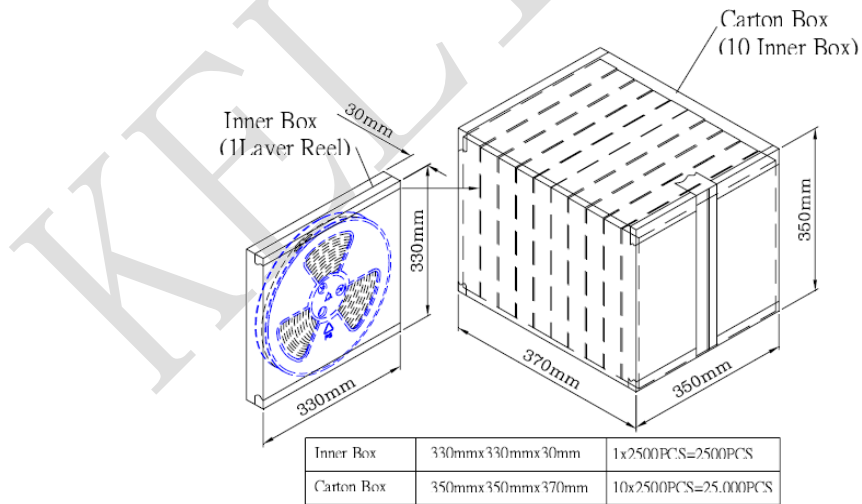 Carton Box
(10 Inner Box)
Inner Box
(1Layer Reel)
30mm
330mm
330mm
350mm
370mm
350mm
Inner Box 330mmx330mmx30mm 1x2500PCS=2500PCS
Carton Box 350mmx350mmx370mm 10x2500PCS=25.000PCS